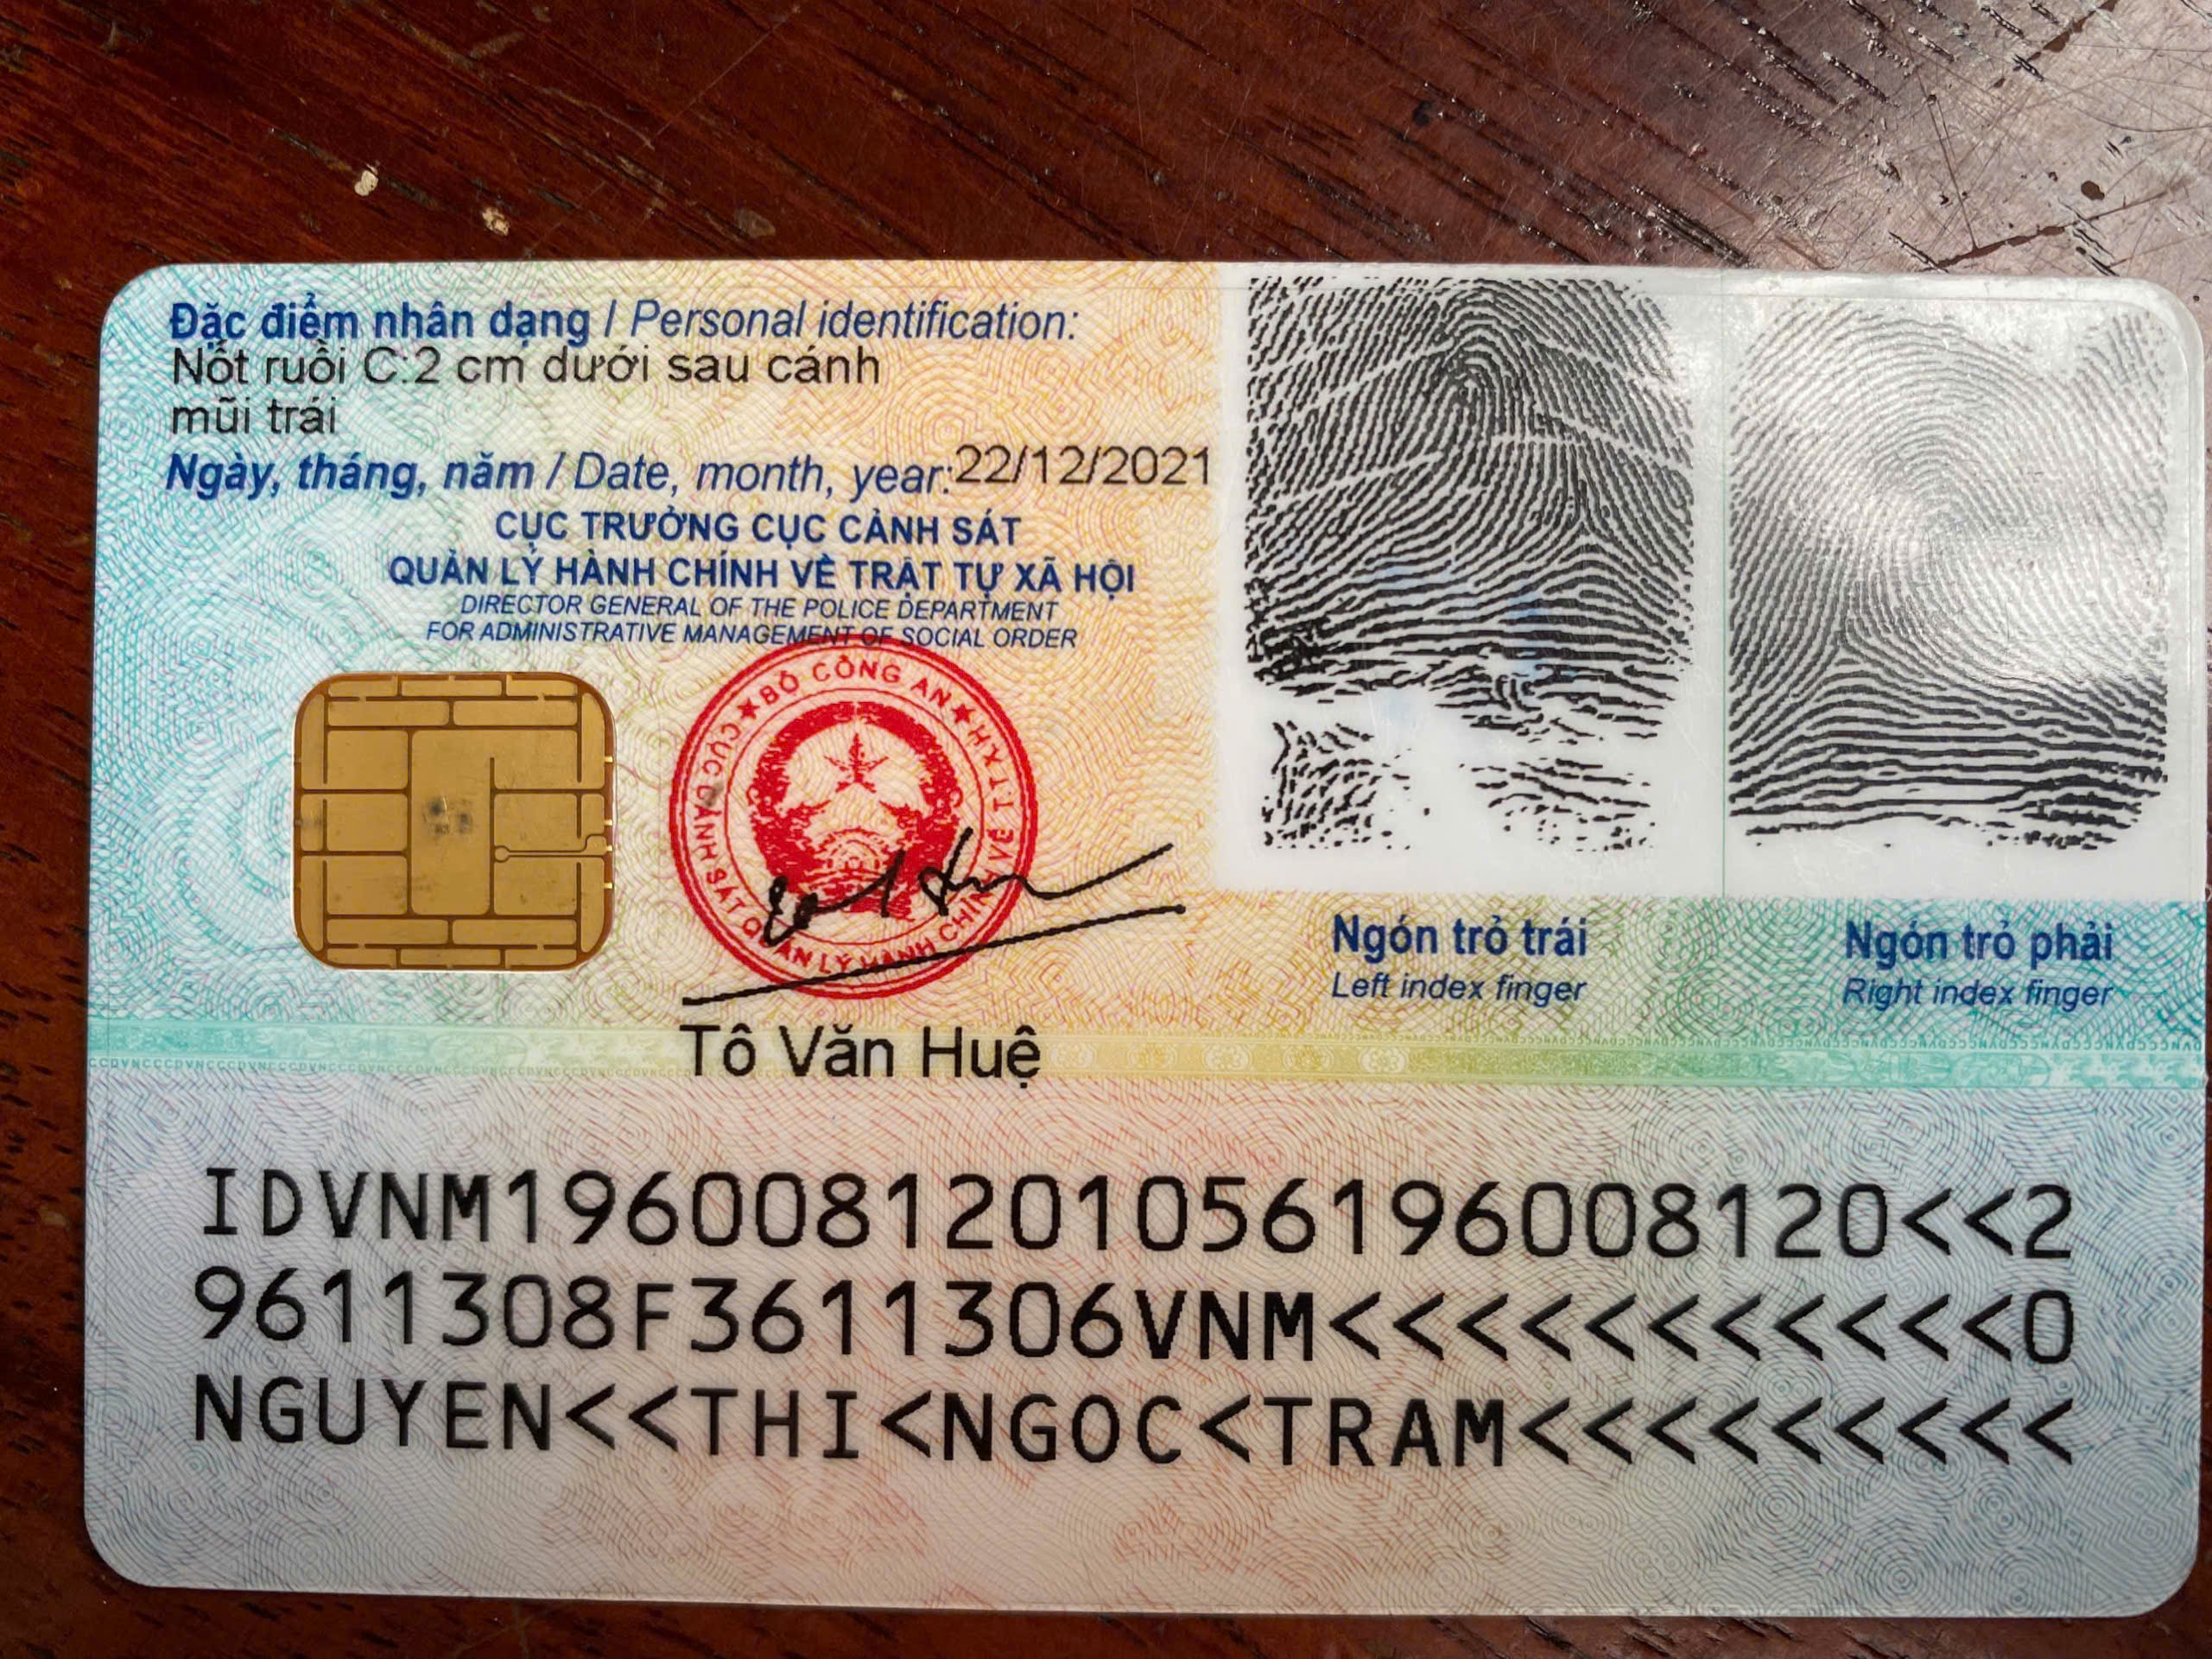 Đặc điểm nhân dạng / Personal identification:
Nốt ruồi C:2 cm dưới sau cánh
mũi trái
Ngày, tháng, năm / Date, month, year: 22/12/2021
CỤC TRƯỞNG CỤC CẢNH SÁT
QUẢN LÝ HÀNH CHÍNH VỀ TRẬT TỰ XÃ HỘI
DIRECTOR GENERAL OF THE POLICE DEPARTMENT
FOR ADMINISTRATIVE MANAGEMENT OF SOCIAL ORDER
BỘ CÔNG AN
CỤC CẢNH SÁT QUẢN LÝ HÀNH CHÍNH VỀ TTXH
Tô Văn Huệ
Ngón trỏ trái
Left index finger
Ngón trỏ phải
Right index finger
IDVNM1960081201056196008120<<2
9611308F3611306VNM<<<<<<<<<<<0
NGUYEN<<THI<NGOC<TRAM<<<<<<<<<